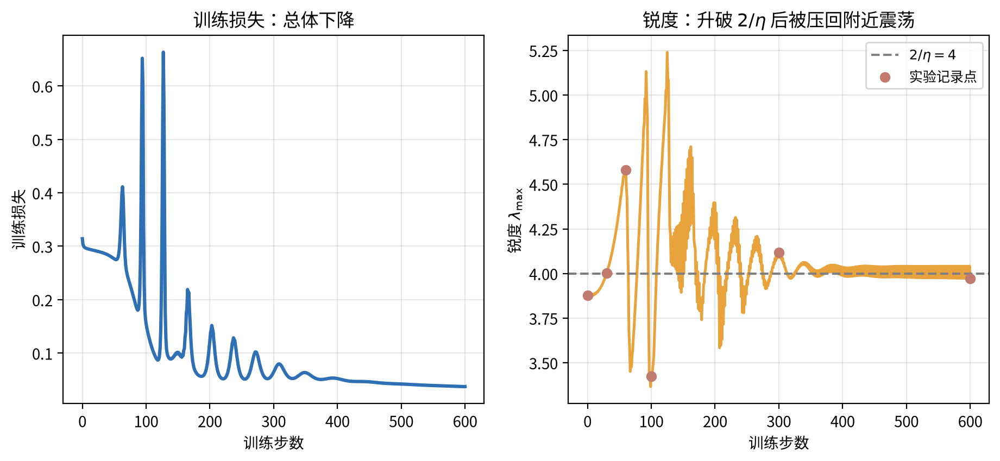 训练损失：总体下降
训练损失
0.6
0.5
0.4
0.3
0.2
0.1
0 100 200 300 400 500 600
训练步数
锐度：升破 2/η 后被压回附近震荡
锐度 λmax
5.25
5.00
4.75
4.50
4.25
4.00
3.75
3.50
2/η = 4
实验记录点
0 100 200 300 400 500 600
训练步数